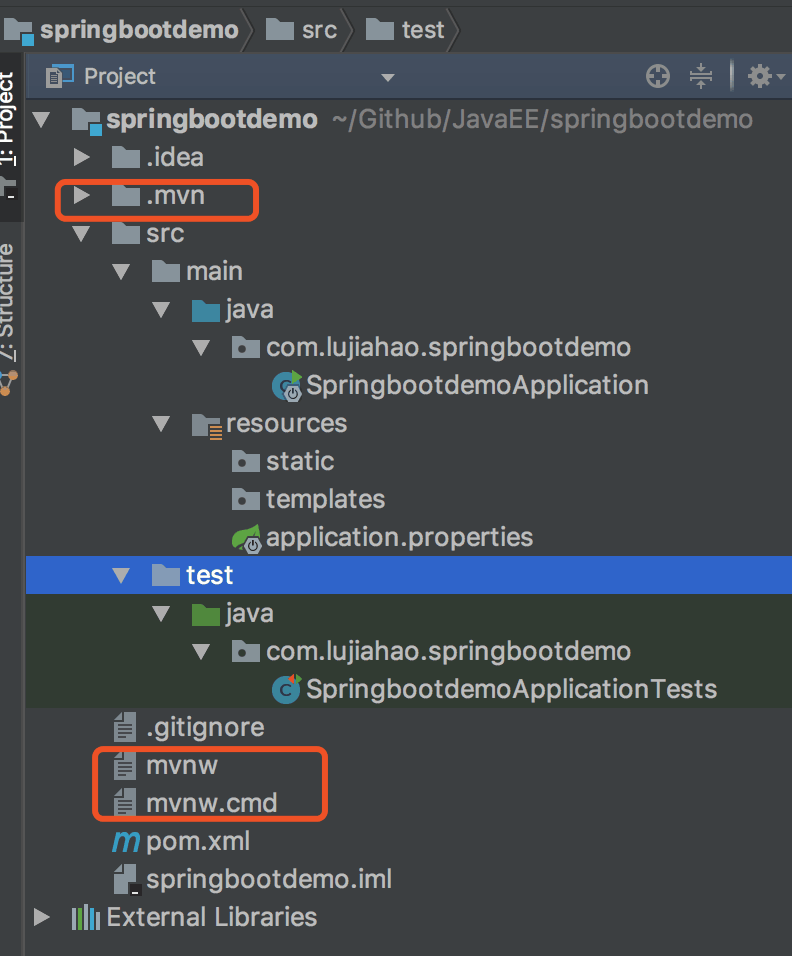 springbootdemo src test
Project
1: Project
springbootdemo ~/Github/JavaEE/springbootdemo
.idea
.mvn
src
main
java
com.lujiahao.springbootdemo
SpringbootdemoApplication
resources
static
templates
application.properties
test
java
com.lujiahao.springbootdemo
SpringbootdemoApplicationTests
.gitignore
mvnw
mvnw.cmd
pom.xml
springbootdemo.iml
External Libraries
7: Structure